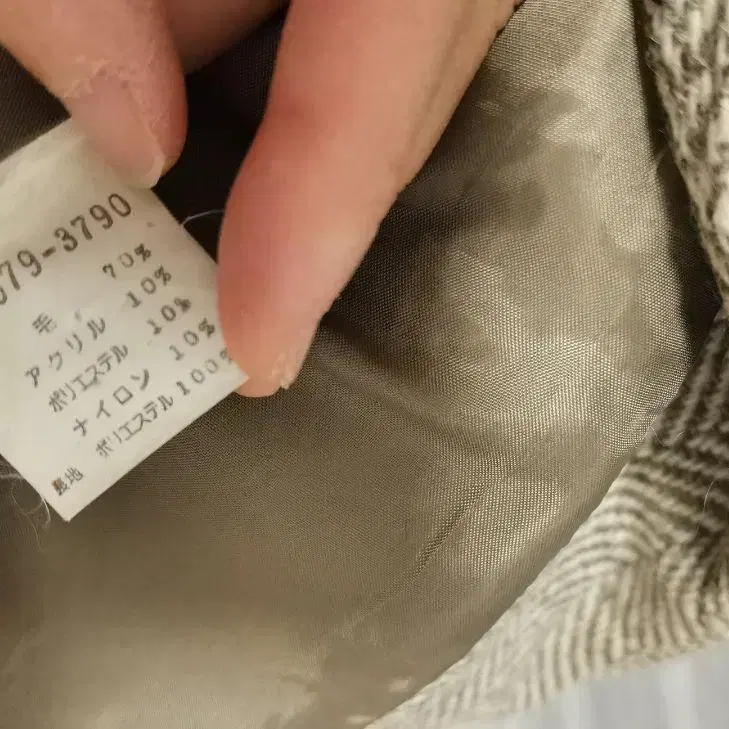 079-3790
毛 70%
アクリル 10%
ポリエステル 10%
ナイロン 10%
裏地 ポリエステル 100%